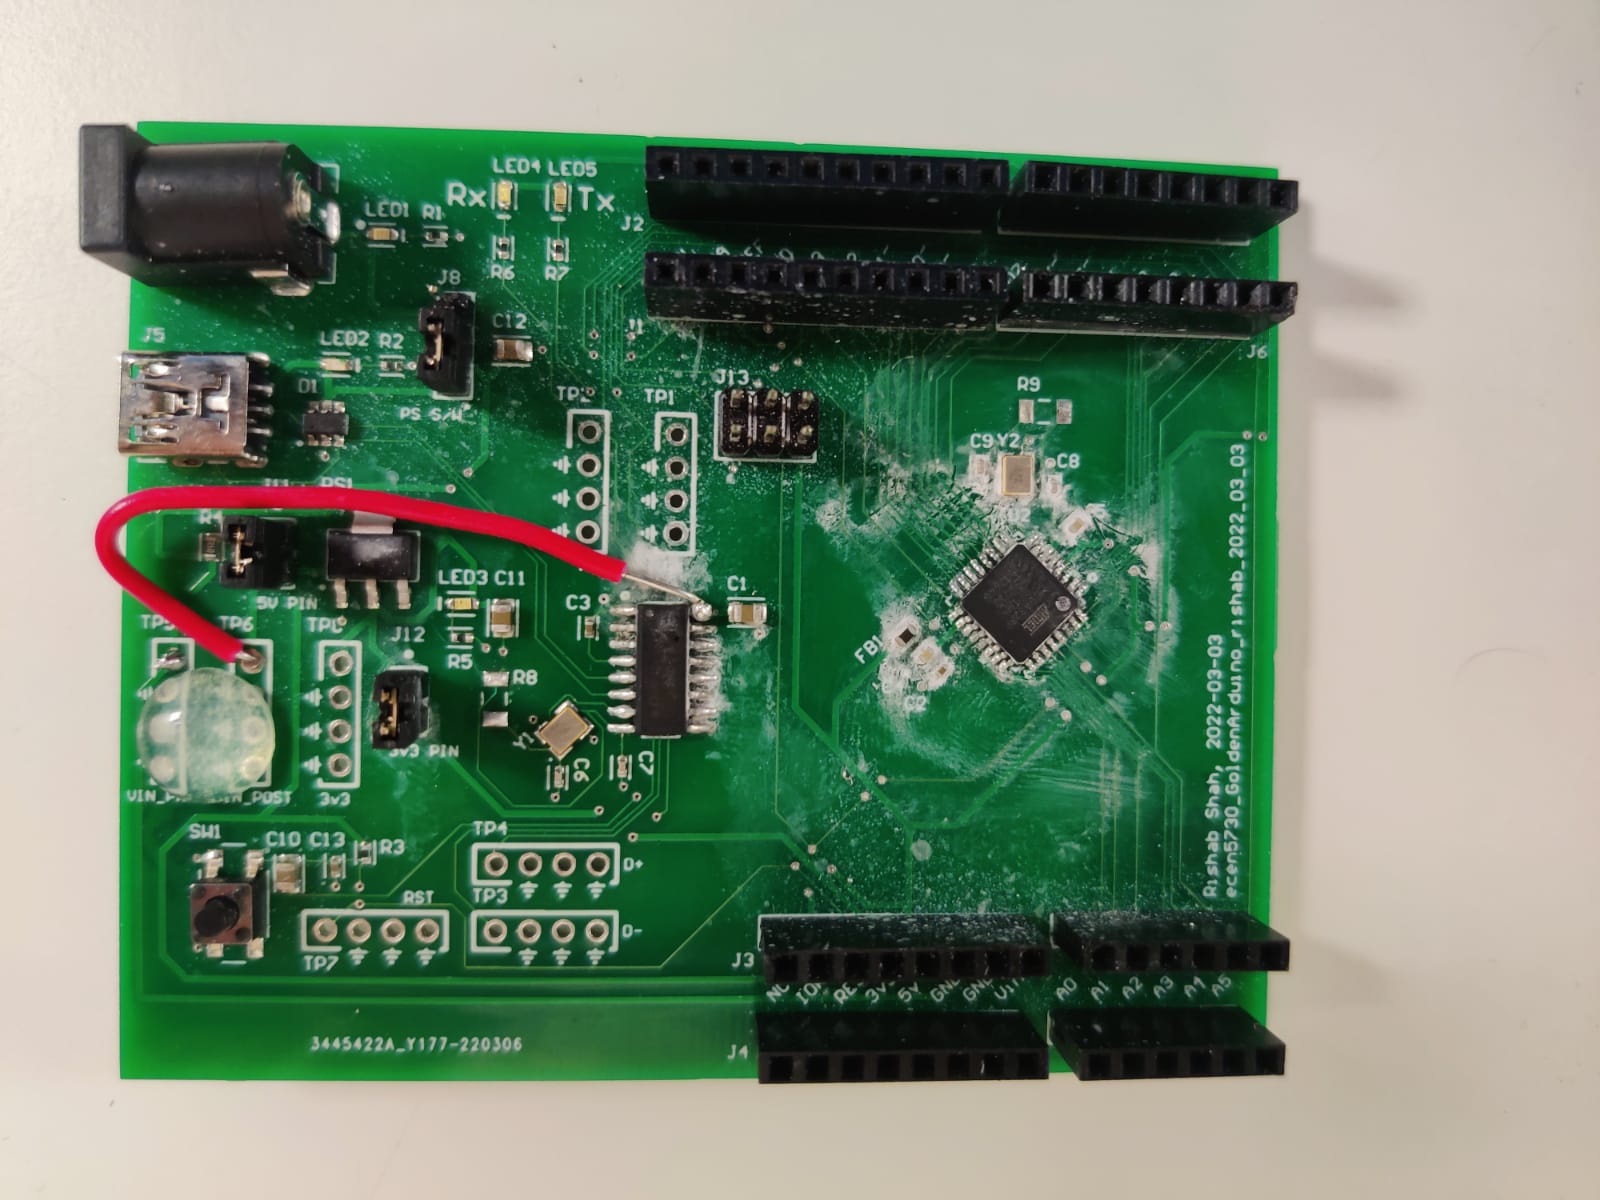 LED4 LED5
Rx Tx
LED1 R1
J2
R6 R7
J8
J5
LED2 R2
C12
J1
J6
D1
PS S/W
TP2 TP1
J13
R9
C9 Y2
C8
5V PIN
LED3 C11
C3
C1
TP6
J12
R5
R8
FB1
Y1
C6
C7
3v3 PIN
3v3
SW1
C10 C13
R3
TP4
D+
RST
TP3
D-
TP7
J3
5V
A0 A1 A2 A3 A4 A5
J4
3445422A_Y177-220306
Rishab Shah, 2022-03-03
ecen5730_GoldenArduino_rishab_2022_03_03